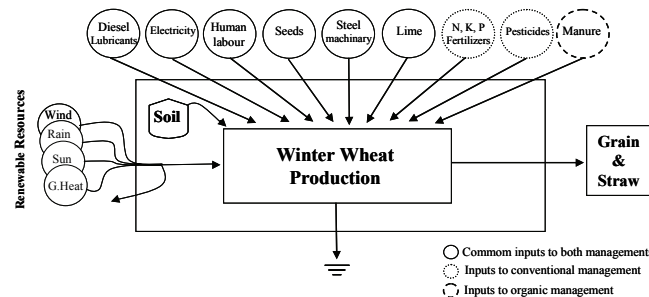 Diesel
Lubricants
Electricity
Human
labour
Seeds
Steel
machinary
Lime
N, K, P
Fertilizers
Pesticides
Manure
Renewable Resources
Wind
Rain
Sun
G.Heat
Soil
Winter Wheat
Production
Grain
&
Straw
Commom inputs to both managements
Inputs to conventional management
Inputs to organic management